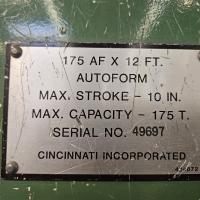 175 AF X 12 FT.
AUTOFORM
MAX. STROKE - 10 IN.
MAX. CAPACITY - 175 T.
SERIAL NO. 49697
CINCINNATI INCORPORATED